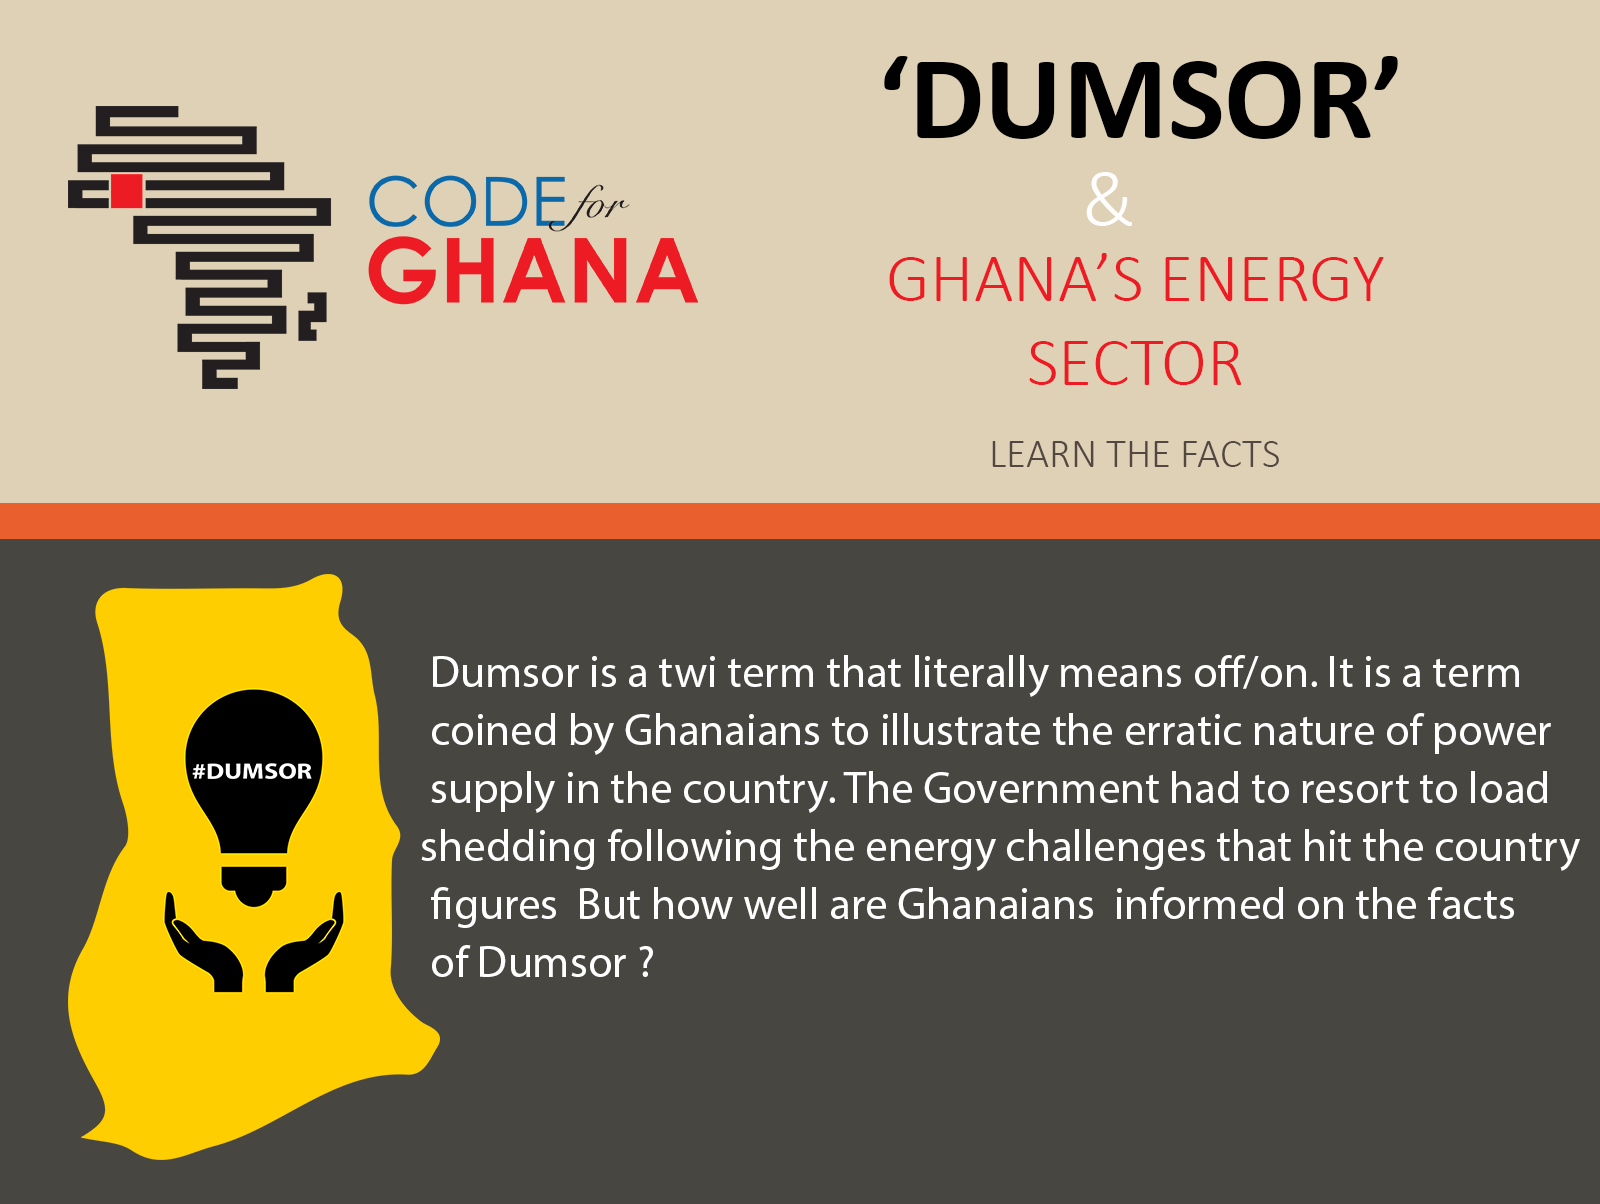 CODE for
GHANA
‘DUMSOR’
&
GHANA’S ENERGY
SECTOR
LEARN THE FACTS
#DUMSOR
Dumsor is a twi term that literally means off/on. It is a term
coined by Ghanaians to illustrate the erratic nature of power
supply in the country. The Government had to resort to load
shedding following the energy challenges that hit the country
figures  But how well are Ghanaians  informed on the facts
of Dumsor ?